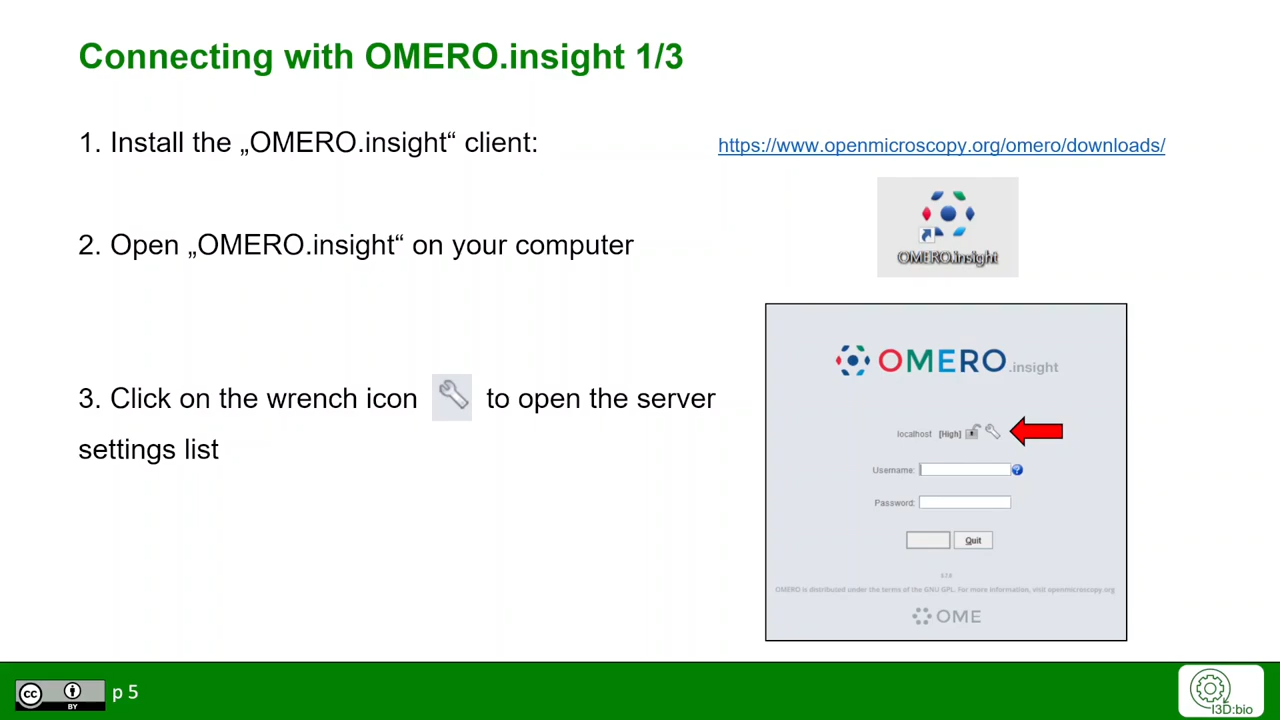 Connecting with OMERO.insight 1/3
1. Install the „OMERO.insight“ client:
https://www.openmicroscopy.org/omero/downloads/
OMERO.insight
2. Open „OMERO.insight“ on your computer
OMERO.insight
3. Click on the wrench icon to open the server
settings list
localhost [High]
Username:
?
Password:
Quit
OMERO is distributed under the terms of the GNU GPL. For more information, visit openmicroscopy.org
OME
cc BY
p 5
I3D:bio